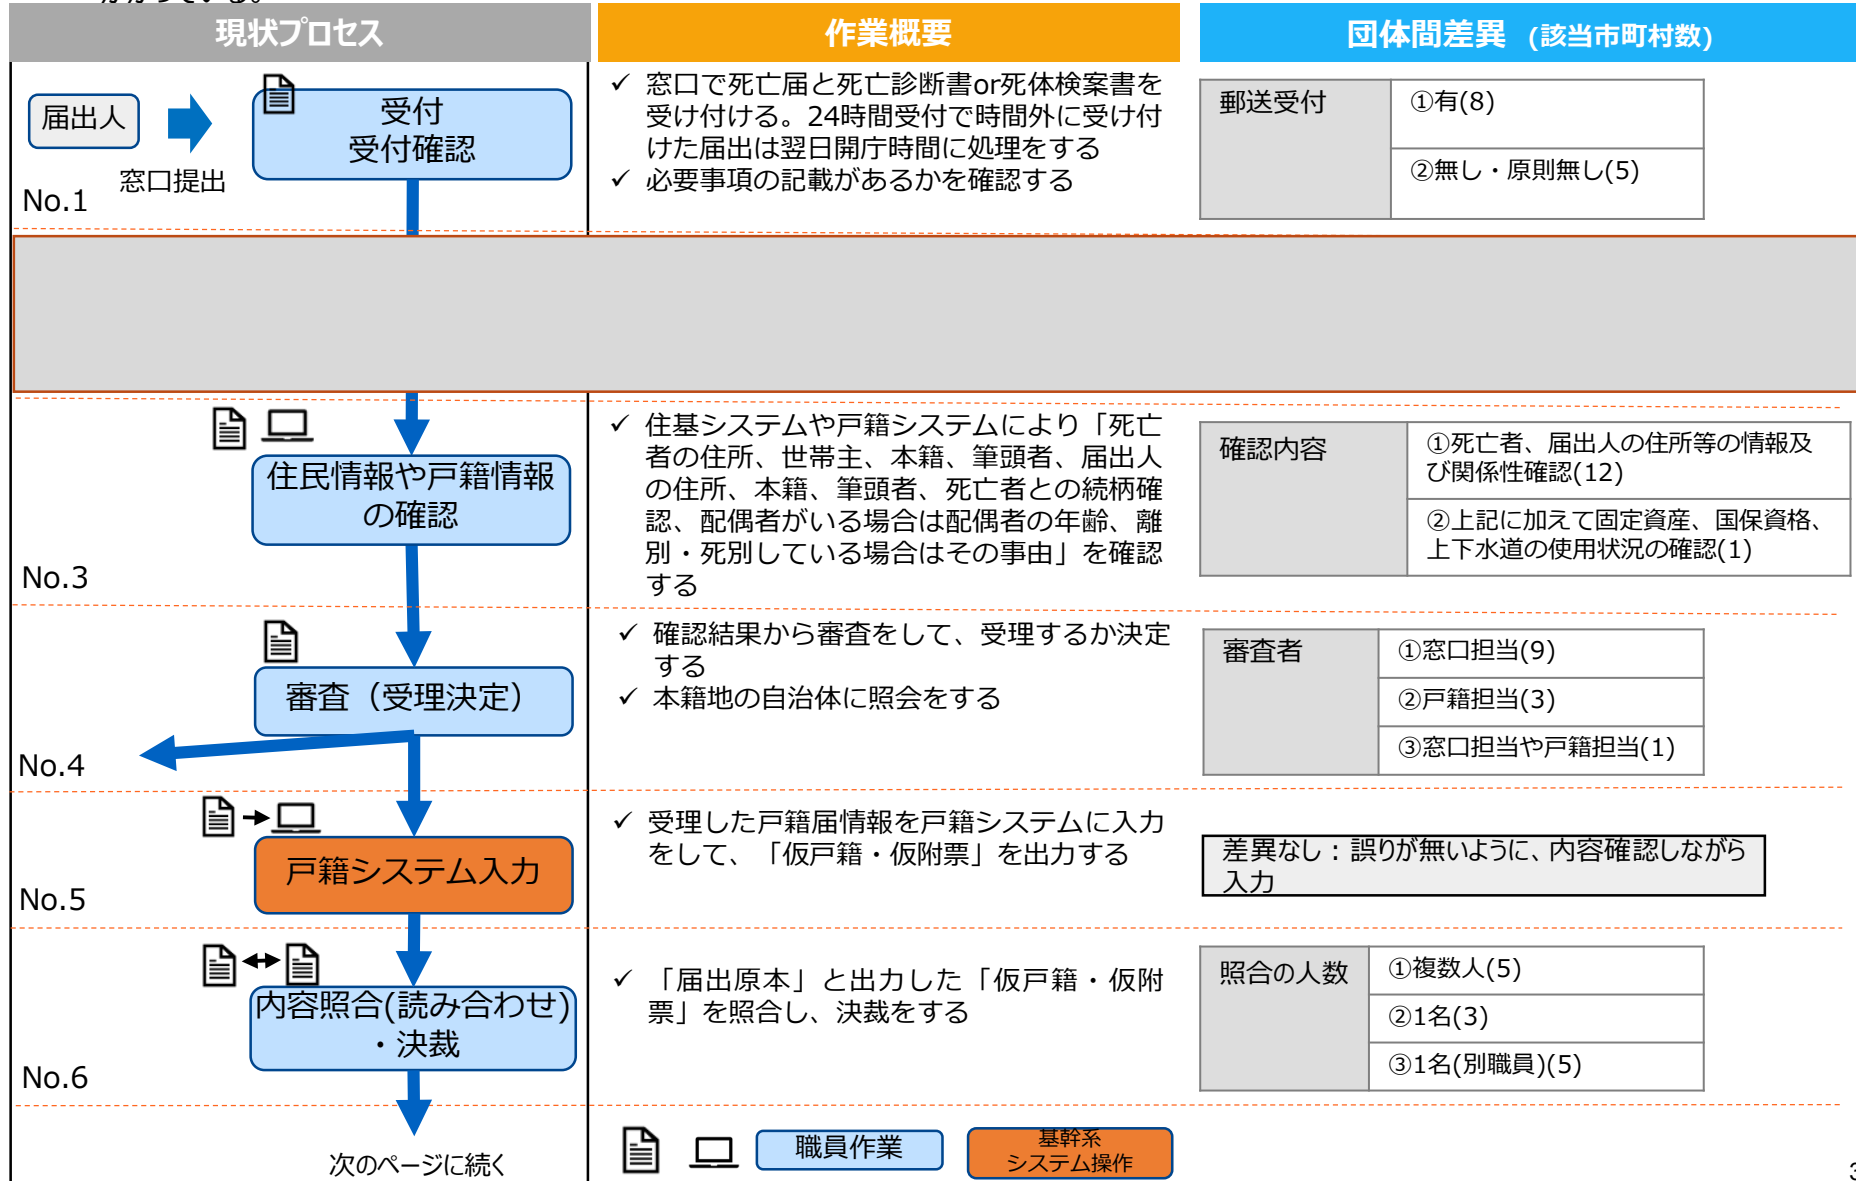 現状プロセス
作業概要
団体間差異 (該当市町村数)
届出人
窓口提出
受付
受付確認
No.1
✓ 窓口で死亡届と死亡診断書or死体検案書を
受け付ける。24時間受付で時間外に受け付
けた届出は翌日開庁時間に処理をする
✓ 必要事項の記載があるかを確認する
郵送受付
①有(8)
②無し・原則無し(5)
住民情報や戸籍情報
の確認
No.3
✓ 住基システムや戸籍システムにより「死亡
者の住所、世帯主、本籍、筆頭者、届出人
の住所、本籍、筆頭者、死亡者との続柄確
認、配偶者がいる場合は配偶者の年齢、離
別・死別している場合はその事由」を確認
する
確認内容
①死亡者、届出人の住所等の情報及
び関係性確認(12)
②上記に加えて固定資産、国保資格、
上下水道の使用状況の確認(1)
審査（受理決定）
No.4
✓ 確認結果から審査をして、受理するか決定
する
✓ 本籍地の自治体に照会をする
審査者
①窓口担当(9)
②戸籍担当(3)
③窓口担当や戸籍担当(1)
戸籍システム入力
No.5
✓ 受理した戸籍届情報を戸籍システムに入力
をして、「仮戸籍・仮附票」を出力する
差異なし：誤りが無いように、内容確認しながら
入力
内容照合(読み合わせ)
・決裁
No.6
✓ 「届出原本」と出力した「仮戸籍・仮附
票」を照合し、決裁をする
照合の人数
①複数人(5)
②1名(3)
③1名(別職員)(5)
次のページに続く
職員作業
基幹系
システム操作
3